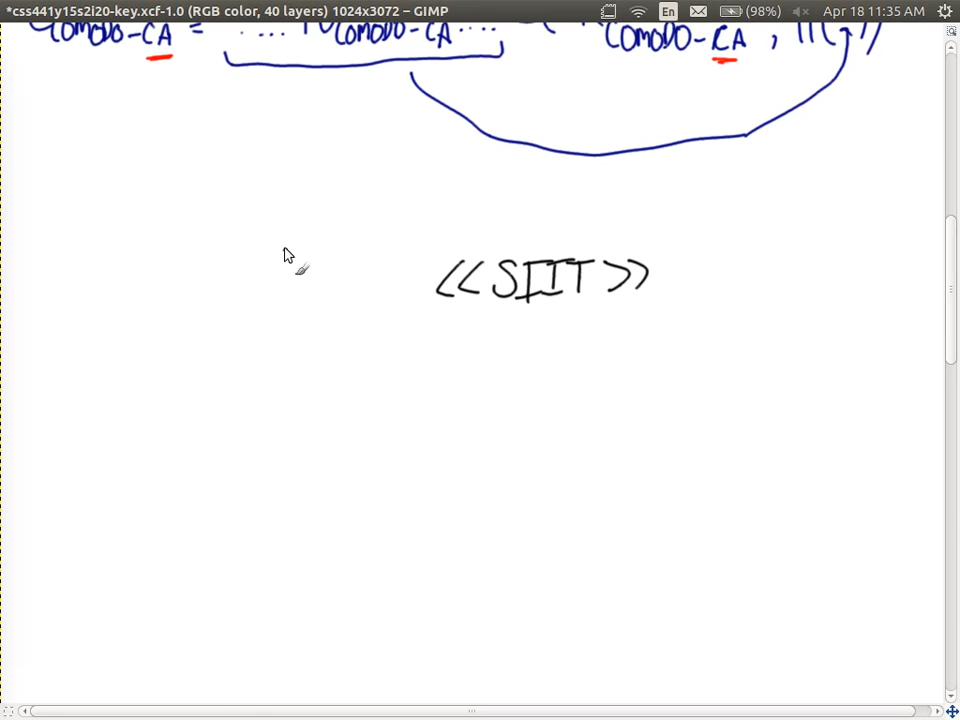 *css441y15s2i20-key.xcf-1.0 (RGB color, 40 layers) 1024x3072 – GIMP En (98%) Apr 18 11:35 AM
COMODO-CA = .... COMODO-CA .... COMODO-CA ,
<<SIIT>>